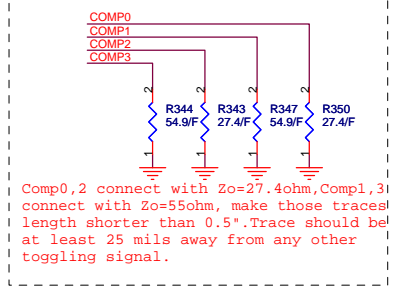 COMP0
COMP1
COMP2
COMP3
2 2 2 2
R344 R343 R347 R350
54.9/F 27.4/F 54.9/F 27.4/F
1 1 1 1
Comp0,2 connect with Zo=27.4ohm,Comp1,3
connect with Zo=55ohm, make those traces
length shorter than 0.5".Trace should be
at least 25 mils away from any other
toggling signal.